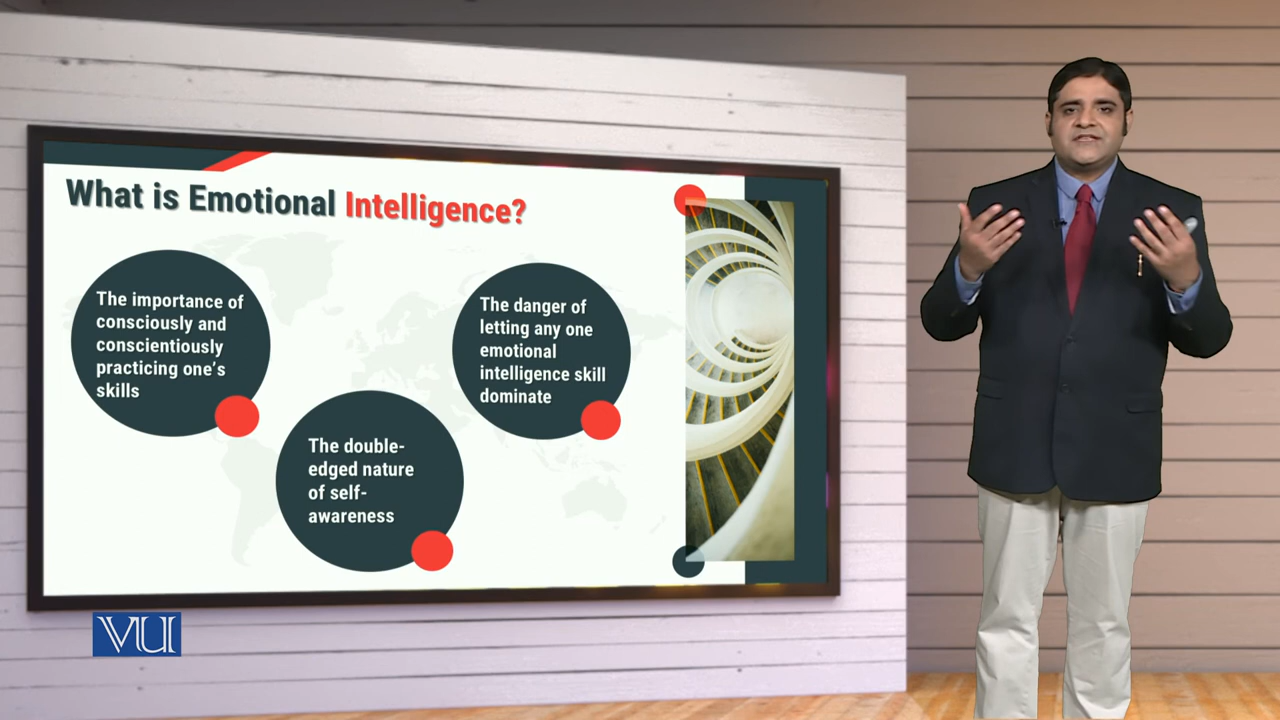 What is Emotional Intelligence?
The importance of
consciously and
conscientiously
practicing one's
skills
The double-
edged nature
of self-
awareness
The danger of
letting any one
emotional
intelligence skill
dominate
VU